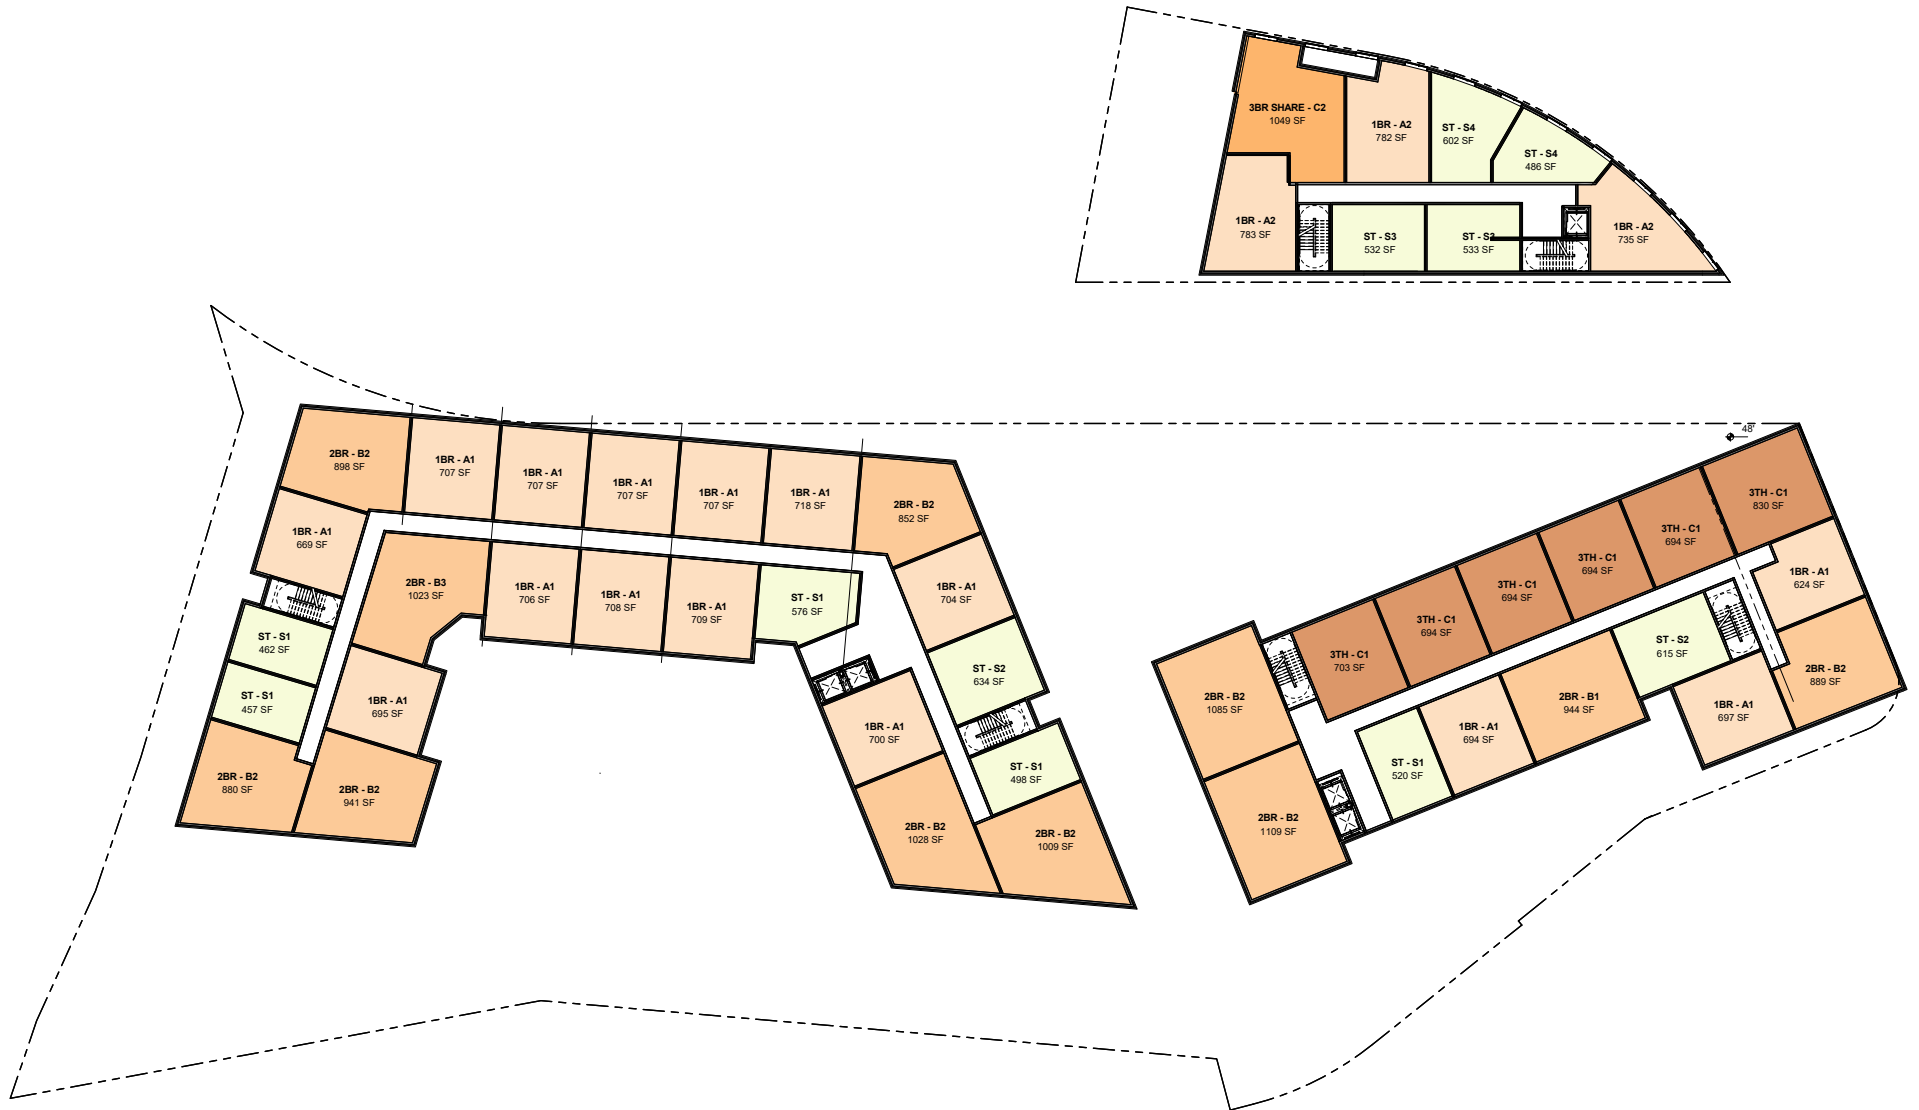 3BR SHARE - C2
1049 SF
1BR - A2
782 SF
ST - S4
602 SF
ST - S4
486 SF
1BR - A2
783 SF
ST - S3
532 SF
ST - S3
533 SF
1BR - A2
735 SF
48'
2BR - B2
898 SF
1BR - A1
707 SF
1BR - A1
707 SF
1BR - A1
707 SF
1BR - A1
707 SF
1BR - A1
718 SF
2BR - B2
852 SF
1BR - A1
669 SF
2BR - B3
1023 SF
1BR - A1
706 SF
1BR - A1
708 SF
1BR - A1
709 SF
ST - S1
576 SF
1BR - A1
704 SF
ST - S1
462 SF
ST - S2
634 SF
ST - S1
457 SF
1BR - A1
695 SF
1BR - A1
700 SF
ST - S1
498 SF
2BR - B2
880 SF
2BR - B2
941 SF
2BR - B2
1028 SF
2BR - B2
1009 SF
3TH - C1
830 SF
3TH - C1
694 SF
3TH - C1
694 SF
3TH - C1
694 SF
3TH - C1
694 SF
3TH - C1
703 SF
1BR - A1
624 SF
ST - S2
615 SF
2BR - B2
889 SF
2BR - B2
1085 SF
2BR - B1
944 SF
1BR - A1
697 SF
1BR - A1
694 SF
ST - S1
520 SF
2BR - B2
1109 SF